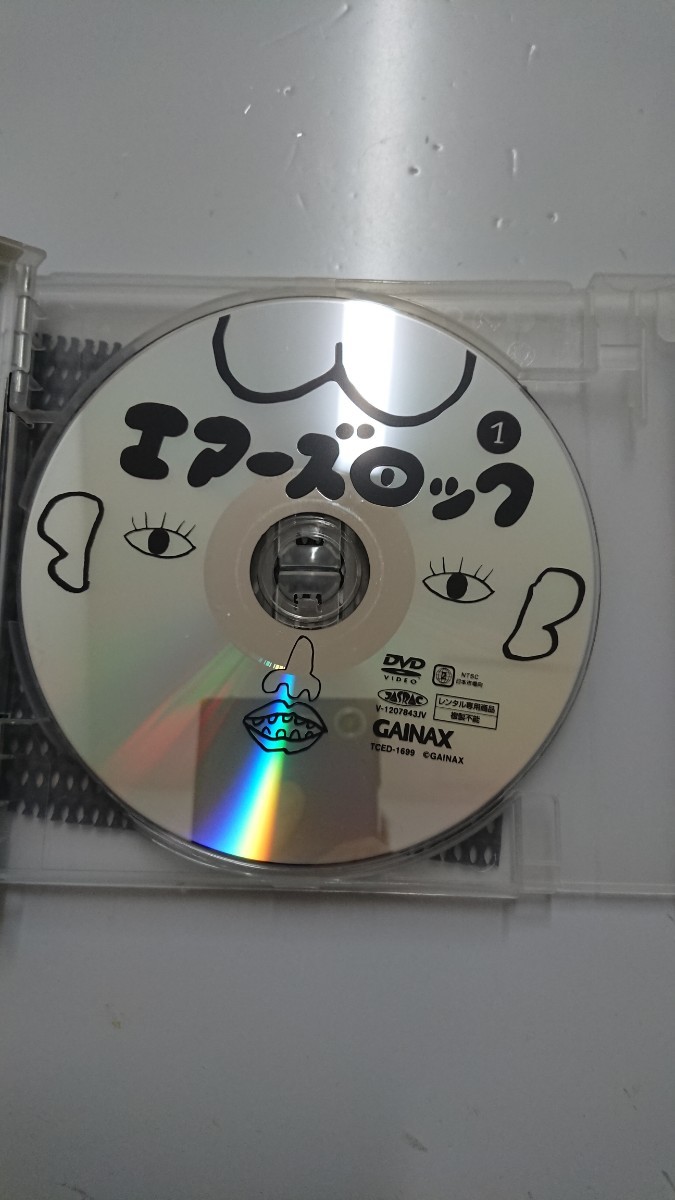 エアーズロック
1
DVD
VIDEO
2
NTSC
日本市場向
JASRAC
V-1207843JV
レンタル専用商品
複製不能
GAINAX
TCED-1699 ©GAINAX